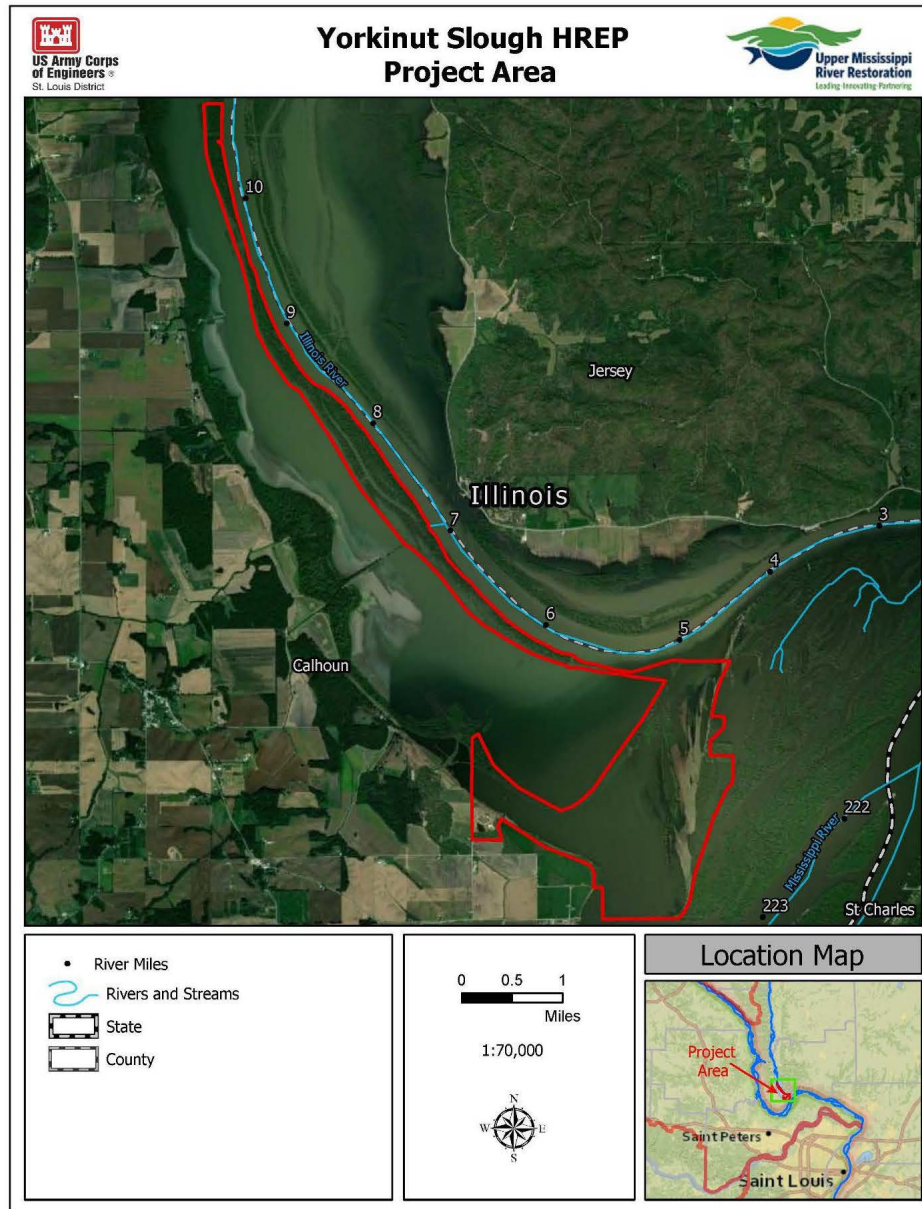 US Army Corps
of Engineers ®
St. Louis District
Yorkinut Slough HREP
Project Area
Upper Mississippi
River Restoration
Leading·Innovating·Partnering
10
9
Illinois River
8
Jersey
Illinois
7
3
4
6
5
Calhoun
222
Mississippi River
223
St Charles
River Miles
Rivers and Streams
State
County
0 0.5 1
Miles
1:70,000
N
W E
S
Location Map
Project
Area
Saint Peters
Saint Louis